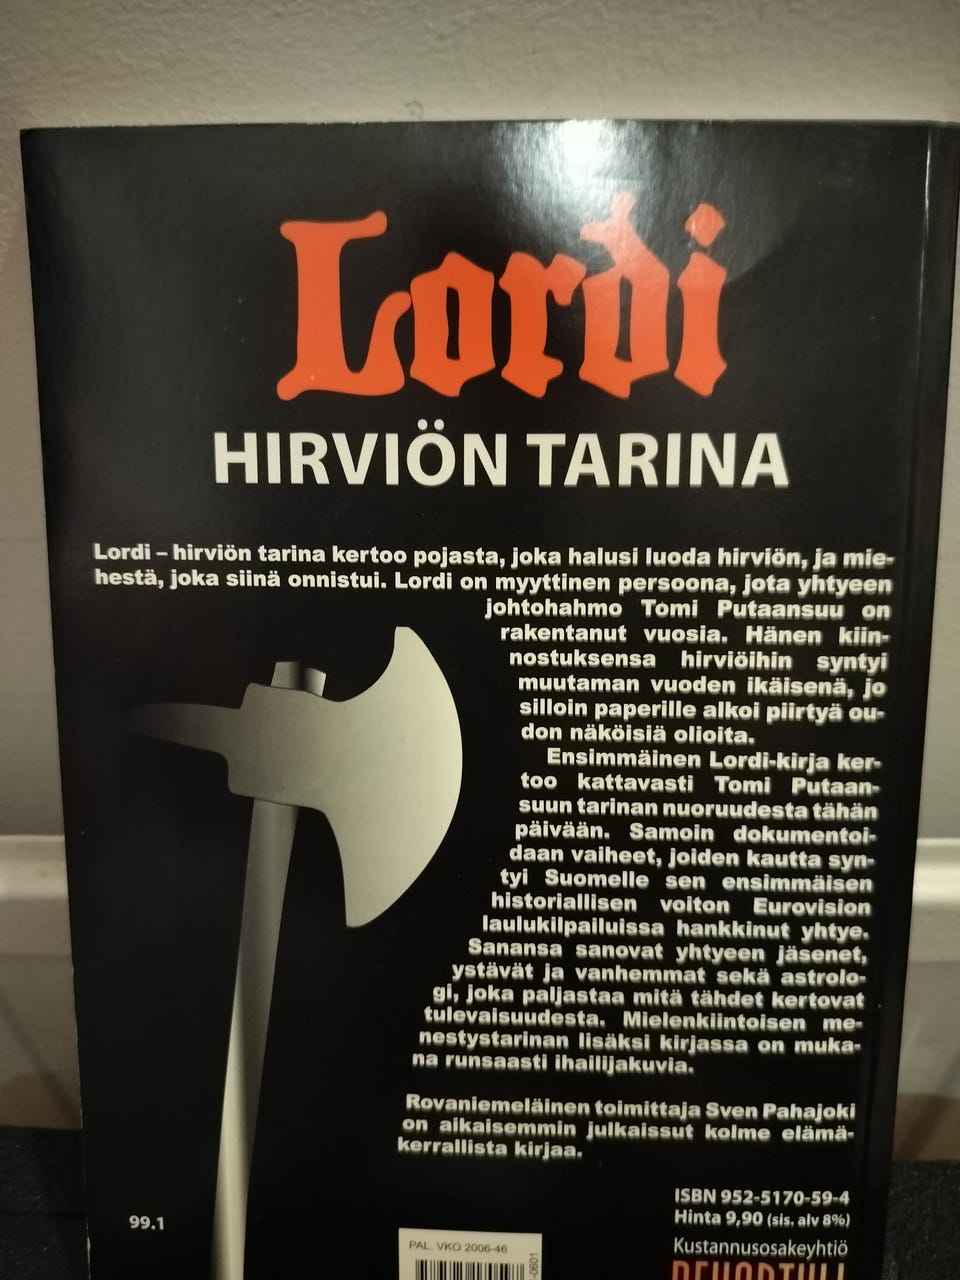 Lordi
HIRVIÖN TARINA
Lordi – hirviön tarina kertoo pojasta, joka halusi luoda hirviön, ja mie-
hestä, joka siinä onnistui. Lordi on myyttinen persoona, jota yhtyeen
johtohahmo Tomi Putaansuu on
rakentanut vuosia. Hänen kiin-
nostuksensa hirviöihin syntyi
muutaman vuoden ikäisenä, jo
silloin paperille alkoi piirtyä ou-
don näköisiä olioita.
Ensimmäinen Lordi-kirja ker-
too kattavasti Tomi Putaan-
suun tarinan nuoruudesta tähän
päivään. Samoin dokumentoi-
daan vaiheet, joiden kautta syn-
tyi Suomelle sen ensimmäisen
historiallisen voiton Eurovision
laulukilpailuissa hankkinut yhtye.
Sanansa sanovat yhtyeen jäsenet,
ystävät ja vanhemmat sekä astrolo-
gi, joka paljastaa mitä tähdet kertovat
tulevaisuudesta. Mielenkiintoisen me-
nestystarinan lisäksi kirjassa on muka-
na runsaasti ihailijakuvia.
Rovaniemeläinen toimittaja Sven Pahajoki
on aikaisemmin julkaissut kolme elämä-
kerrallista kirjaa.
ISBN 952-5170-59-4
Hinta 9,90 (sis. alv 8%)
99.1
Kustannusosakeyhtiö
PAL. VKO 2006-46
-0601